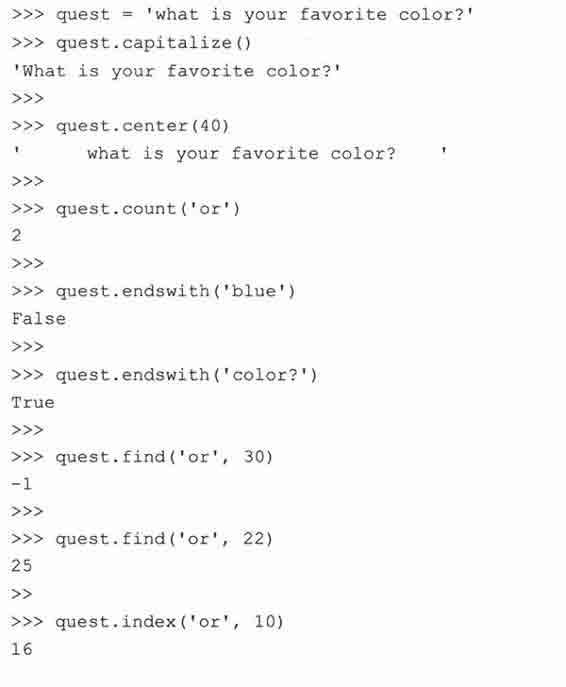 >>> quest = 'what is your favorite color?'
>>> quest.capitalize()
'What is your favorite color?'
>>>
>>> quest.center(40)
'      what is your favorite color?    '
>>>
>>> quest.count('or')
2
>>>
>>> quest.endswith('blue')
False
>>>
>>> quest.endswith('color?')
True
>>>
>>> quest.find('or', 30)
-1
>>>
>>> quest.find('or', 22)
25
>>
>>> quest.index('or', 10)
16